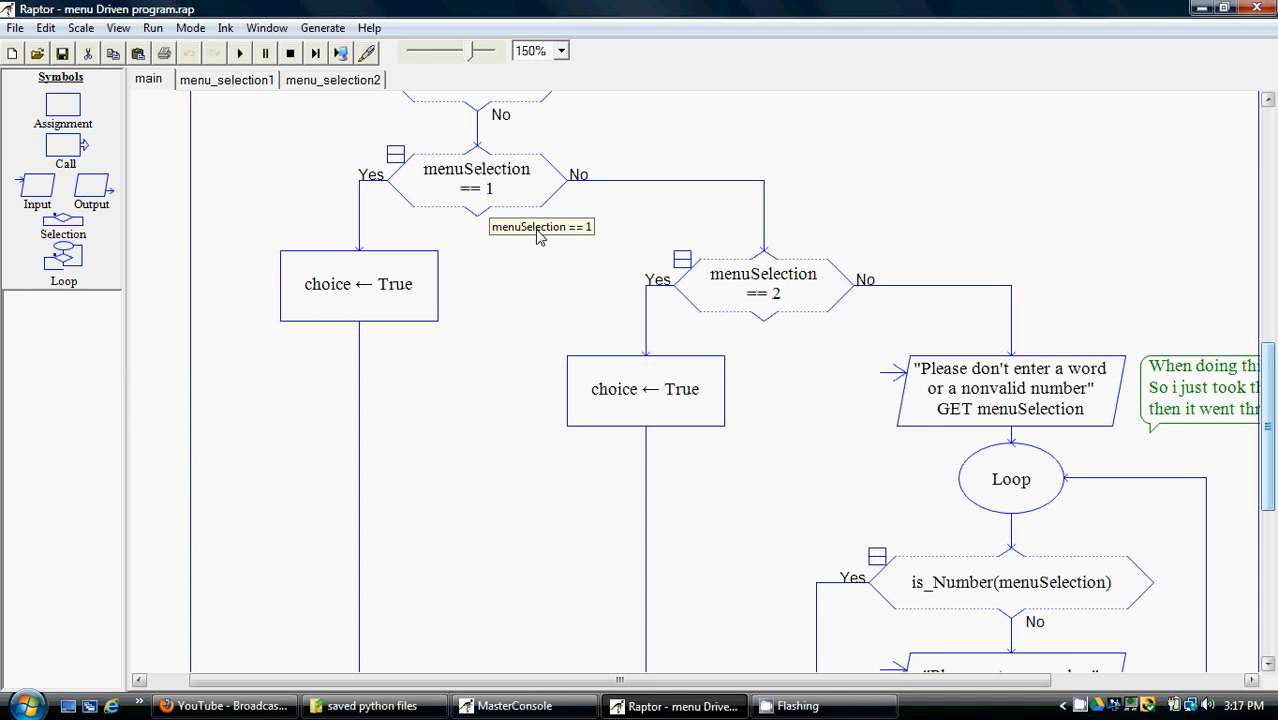 Raptor - menu Driven program.rap
File Edit Scale View Run Mode Ink Window Generate Help
150%
Symbols
Assignment
Call
Input Output
Selection
Loop
main menu_selection1 menu_selection2
No
Yes
menuSelection
== 1
No
menuSelection == 1
choice ← True
Yes
menuSelection
== 2
No
choice ← True
"Please don't enter a word
or a nonvalid number"
GET menuSelection
When doing thi
So i just took th
then it went thr
Loop
Yes
is_Number(menuSelection)
No
YouTube - Broadcas... saved python files MasterConsole Raptor - menu Drive... Flashing 3:17 PM